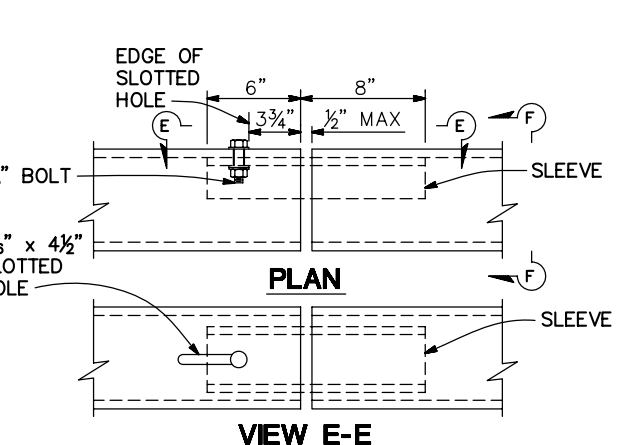 EDGE OF
SLOTTED
HOLE
6"
8"
3¾"
½" MAX
E
E
F
" BOLT
SLEEVE
" x 4½"
LOTTED
OLE
PLAN
F
SLEEVE
VIEW E-E